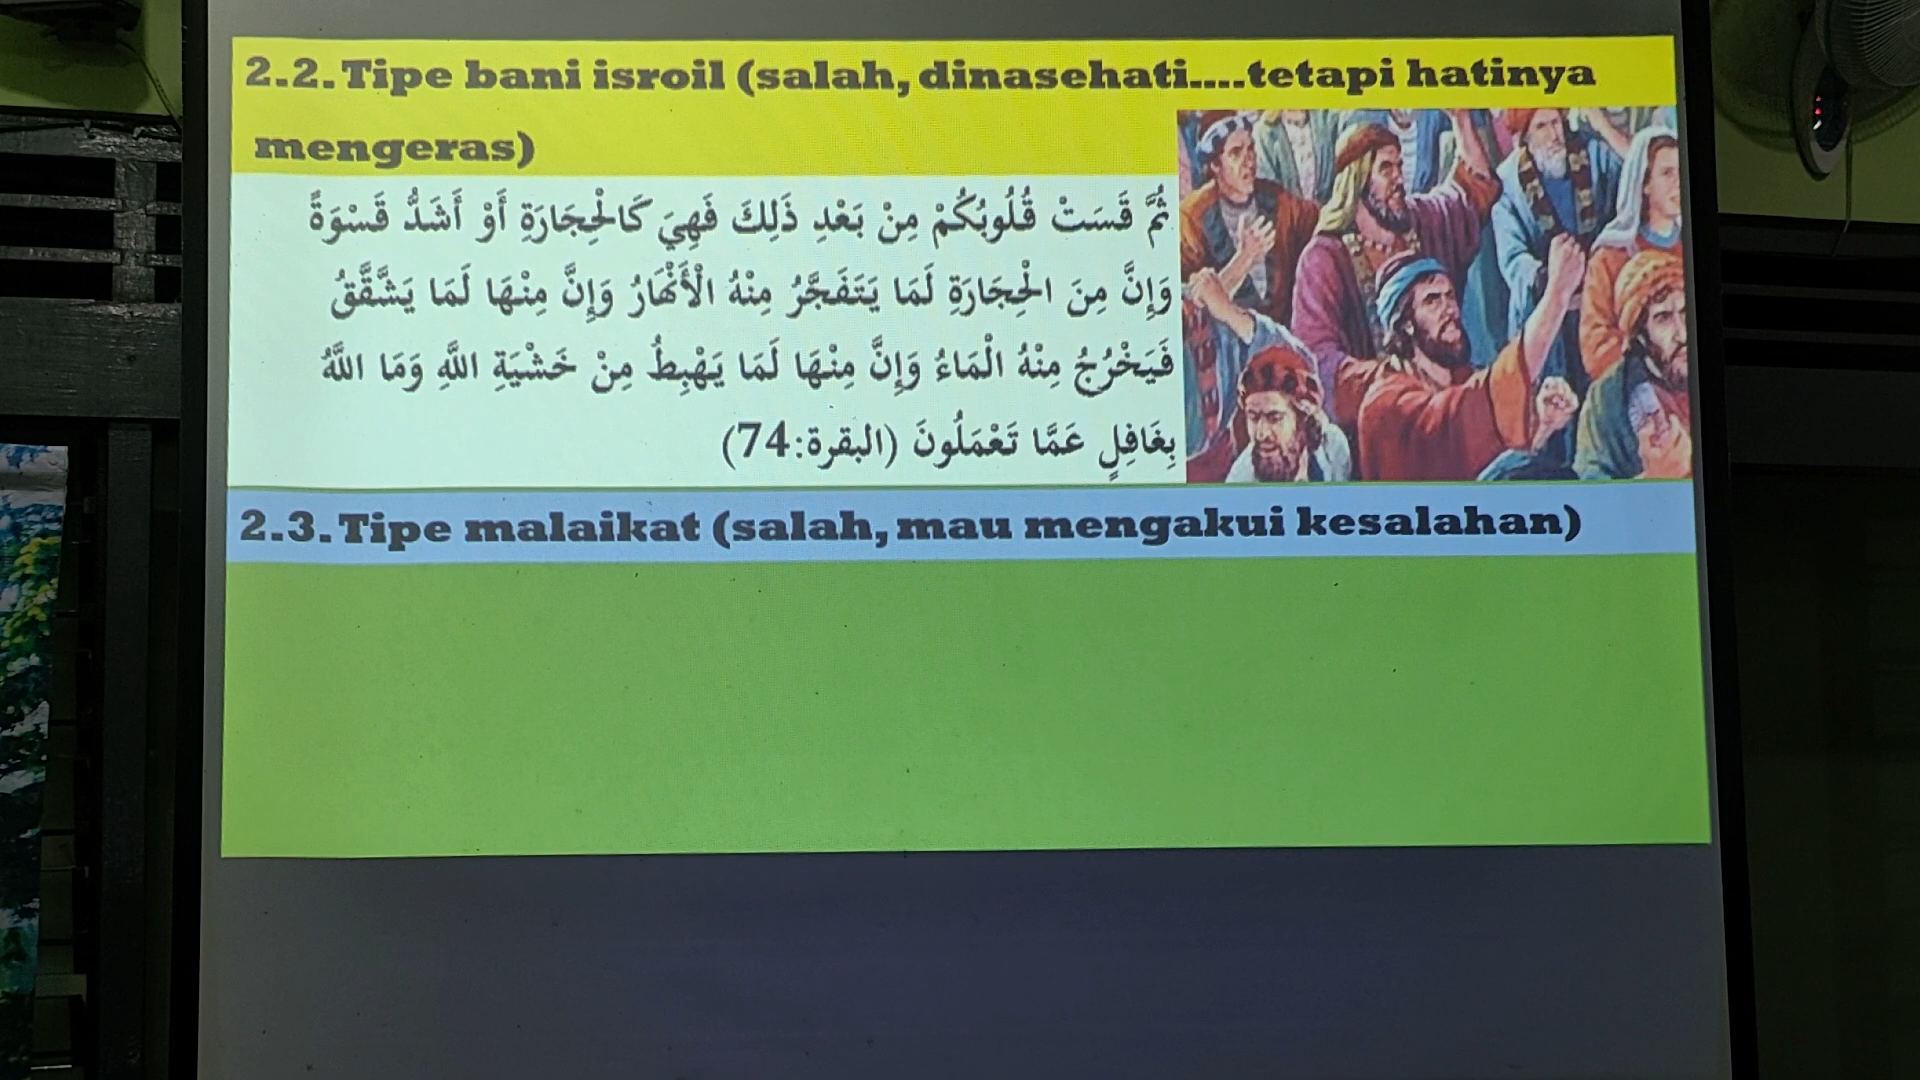 2.2. Tipe bani isroil (salah, dinasehati....tetapi hatinya
mengeras)
ثُمَّ قَسَتْ قُلُوبُكُمْ مِنْ بَعْدِ ذَلِكَ فَهِيَ كَالْحِجَارَةِ أَوْ أَشَدُّ قَسْوَةً
وَإِنَّ مِنَ الْحِجَارَةِ لَمَا يَتَفَجَّرُ مِنْهُ الْأَنْهَارُ وَإِنَّ مِنْهَا لَمَا يَشَّقَّقُ
فَيَخْرُجُ مِنْهُ الْمَاءُ وَإِنَّ مِنْهَا لَمَا يَهْبِطُ مِنْ خَشْيَةِ اللَّهِ وَمَا اللَّهُ
بِغَافِلٍ عَمَّا تَعْمَلُونَ (البقرة:74)
2.3. Tipe malaikat (salah, mau mengakui kesalahan)